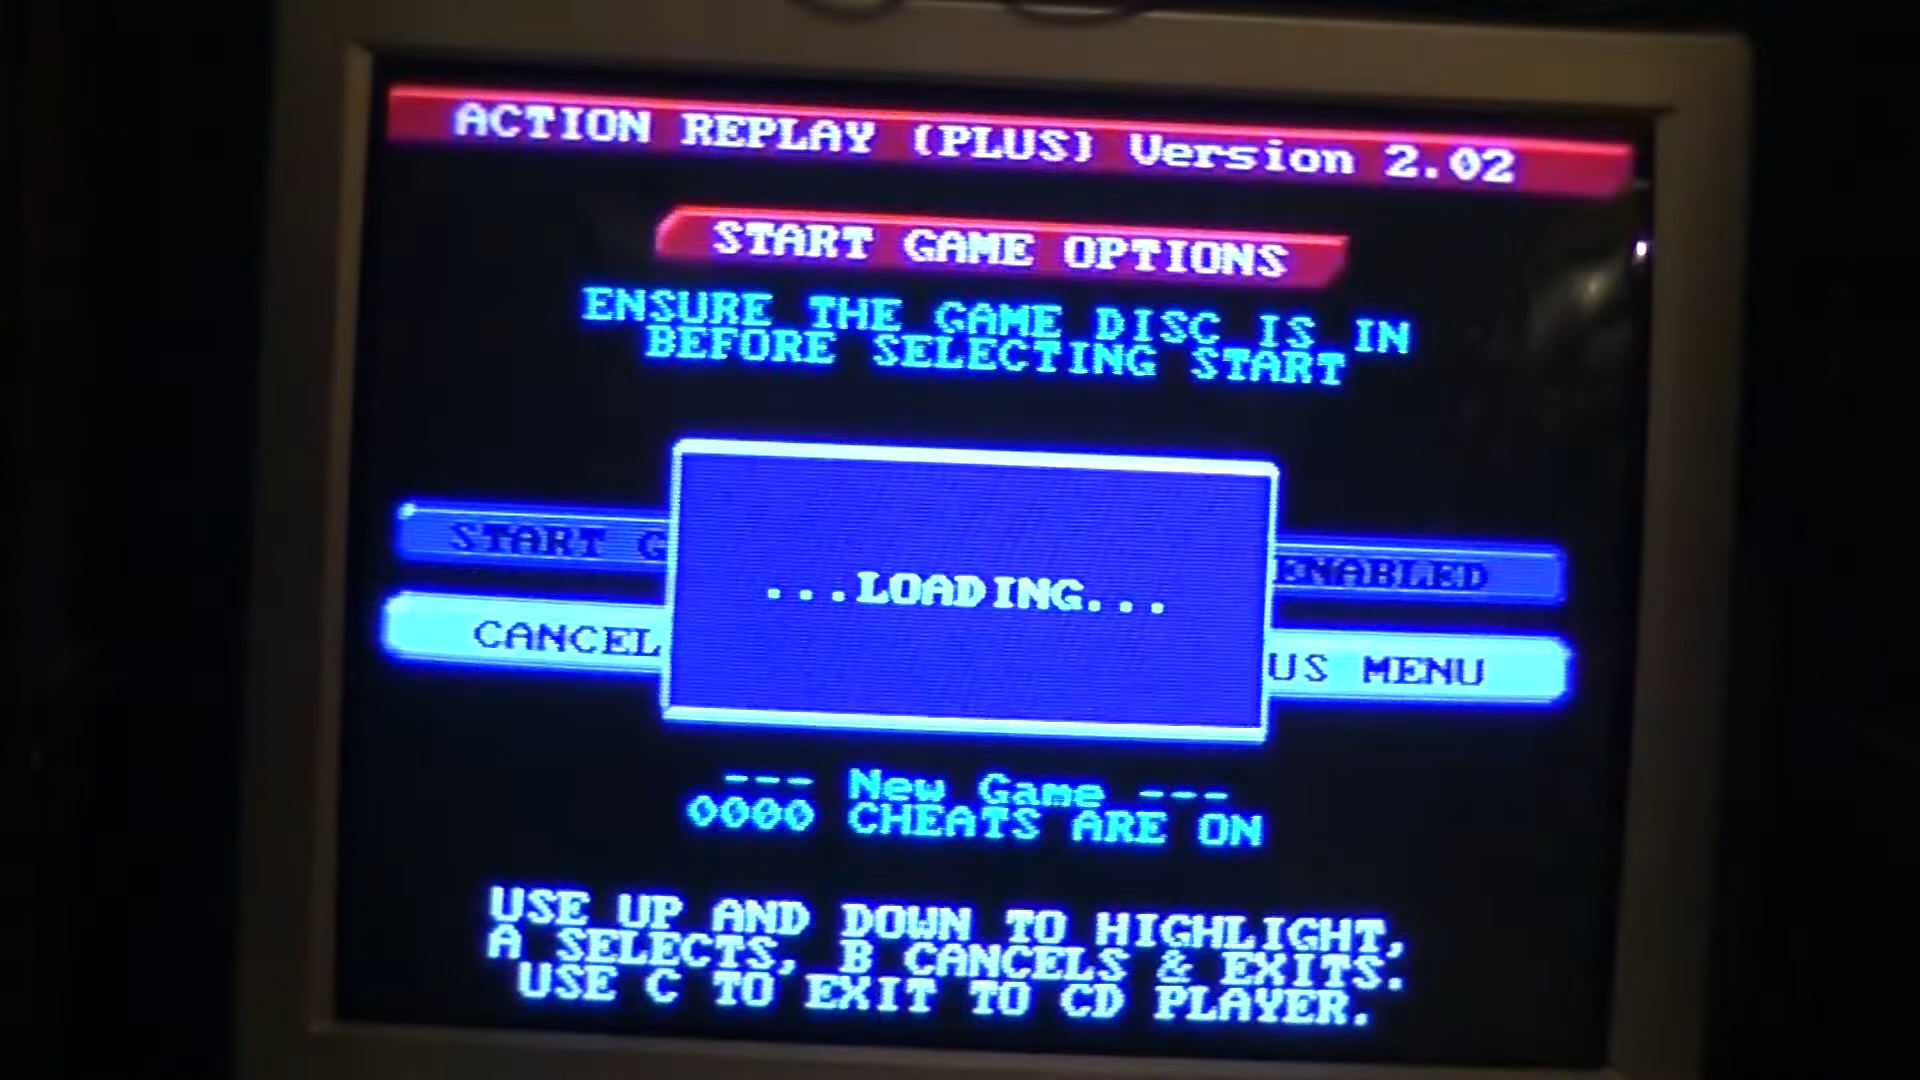 ACTION REPLAY (PLUS) Version 2.02
START GAME OPTIONS
ENSURE THE GAME DISC IS IN
BEFORE SELECTING START
START G
ENABLED
...LOADING...
CANCEL
US MENU
--- New Game ---
0000 CHEATS ARE ON
USE UP AND DOWN TO HIGHLIGHT,
A SELECTS, B CANCELS & EXITS.
USE C TO EXIT TO CD PLAYER.